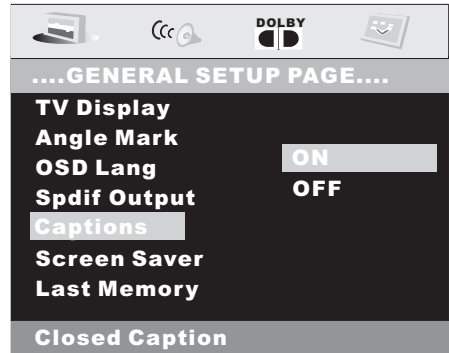 DOLBY
....GENERAL SETUP PAGE....
TV Display
Angle Mark
OSD Lang
Spdif Output
Captions
Screen Saver
Last Memory
ON
OFF
Closed Caption